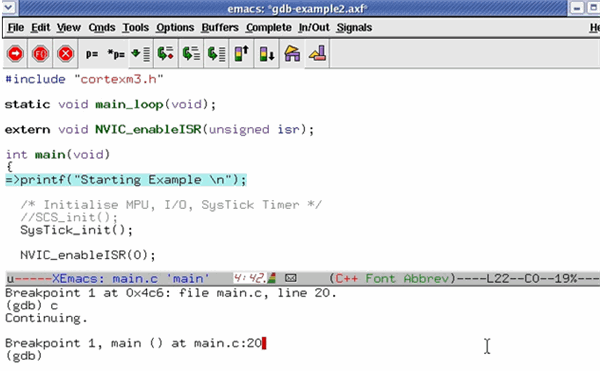 emacs: *gdb-example2.axf*
File Edit View Cmds Tools Options Buffers Complete In/Out Signals
p= *p=
#include "cortexm3.h"
static void main_loop(void);
extern void NVIC_enableISR(unsigned isr);
int main(void)
{
=>printf("Starting Example \n");
/* Initialise MPU, I/O, SysTick Timer */
//SCS_init();
SysTick_init();
NVIC_enableISR(0);
u-----XEmacs: main.c 'main' 4:42 (C++ Font Abbrev)----L22--C0--19%---
Breakpoint 1 at 0x4c6: file main.c, line 20.
(gdb) c
Continuing.
Breakpoint 1, main () at main.c:20
(gdb)